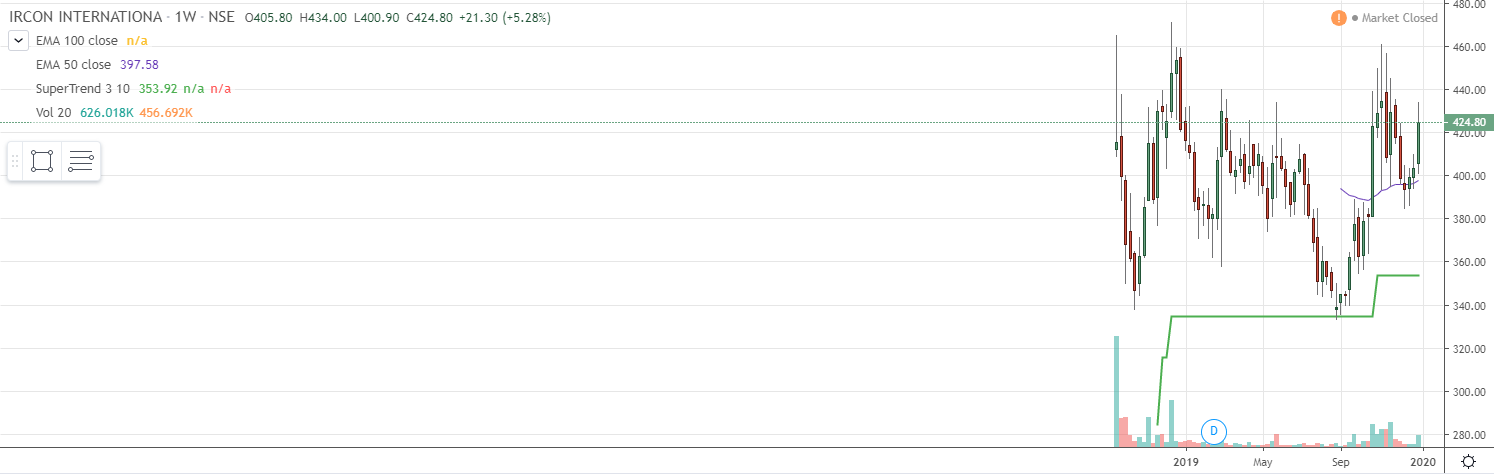 IRCON INTERNATIONA · 1W · NSE O405.80 H434.00 L400.90 C424.80 +21.30 (+5.28%)
! Market Closed
EMA 100 close n/a
EMA 50 close 397.58
SuperTrend 3 10 353.92 n/a n/a
Vol 20 626.018K 456.692K
480.00
460.00
440.00
424.80
420.00
400.00
380.00
360.00
340.00
320.00
300.00
280.00
D
2019 May Sep 2020